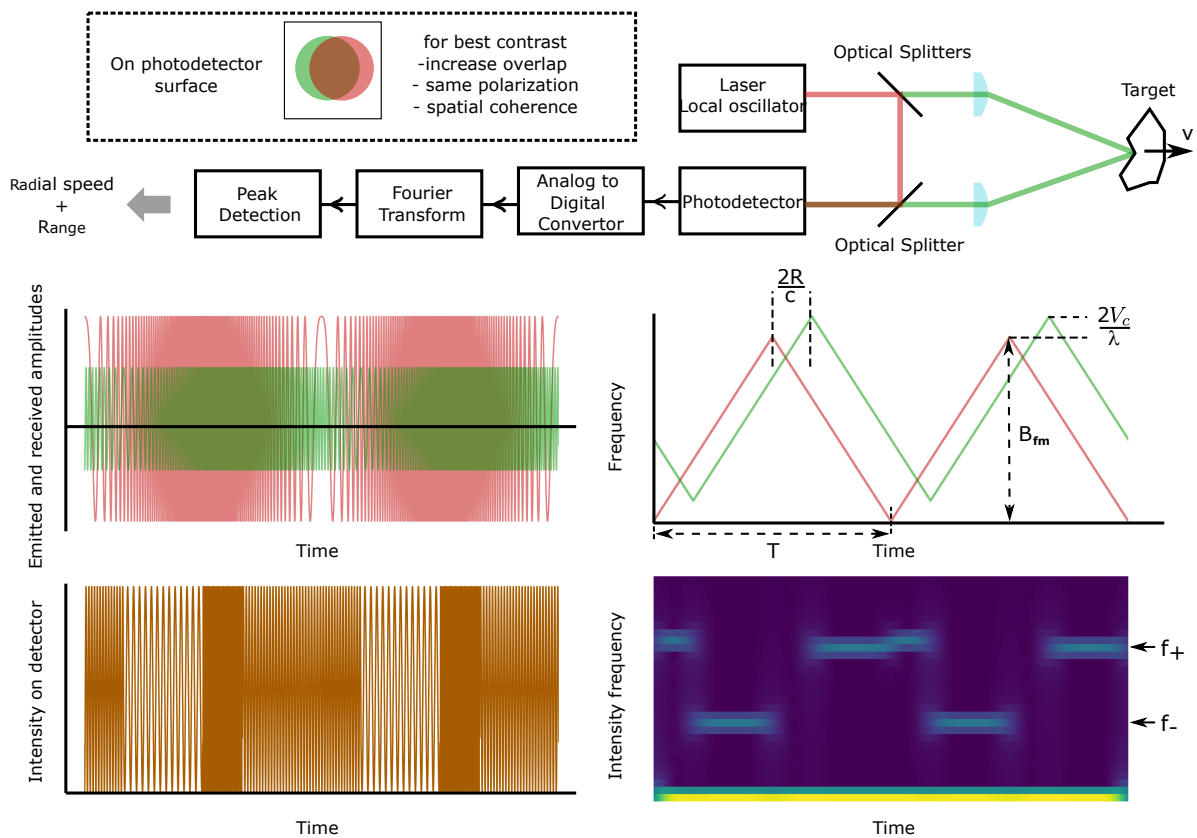 On photodetector
surface
for best contrast
-increase overlap
- same polarization
- spatial coherence
Optical Splitters
Laser
Local oscillator
Target
v
Radial speed
+
Range
Peak
Detection
Fourier
Transform
Analog to
Digital
Convertor
Photodetector
Optical Splitter
Emitted and received amplitudes
Time
2R
c
2V_c
λ
Frequency
B_fm
T
Time
Intensity on detector
Time
Intensity frequency
f+
f-
Time